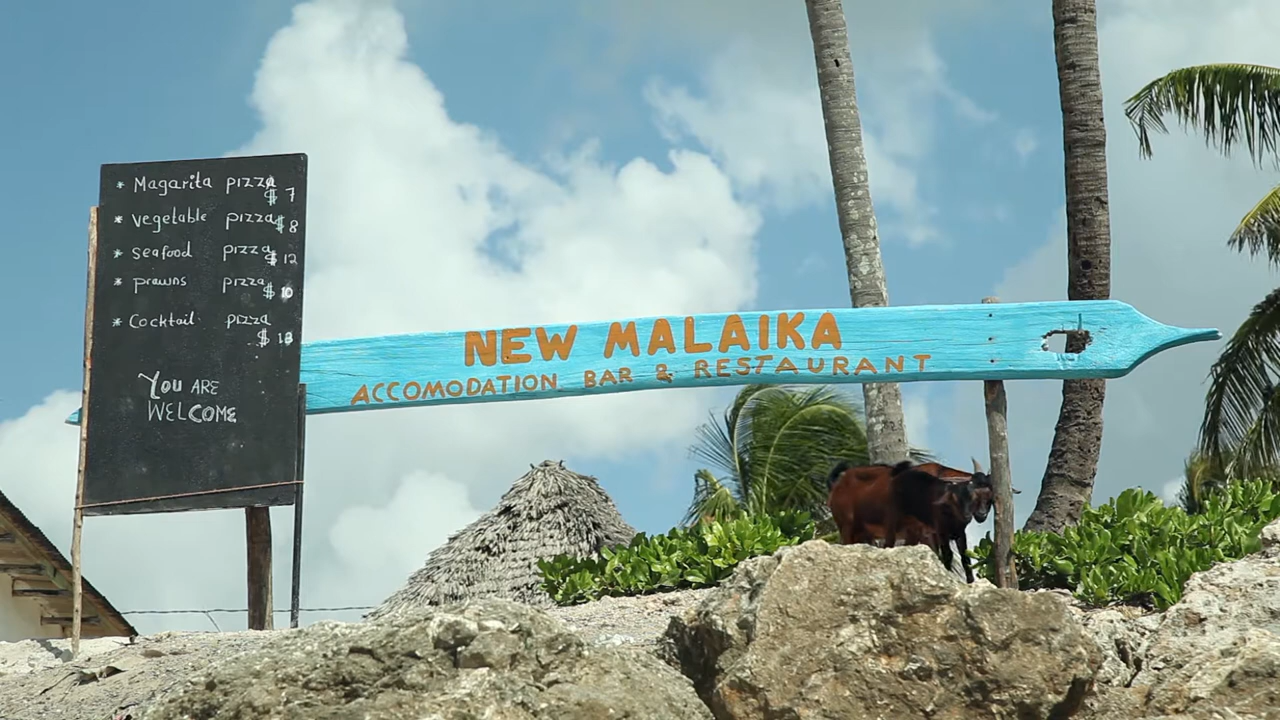 * Magarita pizza $ 7
* vegetable pizza $ 8
* seafood pizza $ 12
* prawns pizza $ 10
* Cocktail pizza $ 13
You ARE
WELCOME
NEW MALAIKA
ACCOMODATION BAR & RESTAURANT